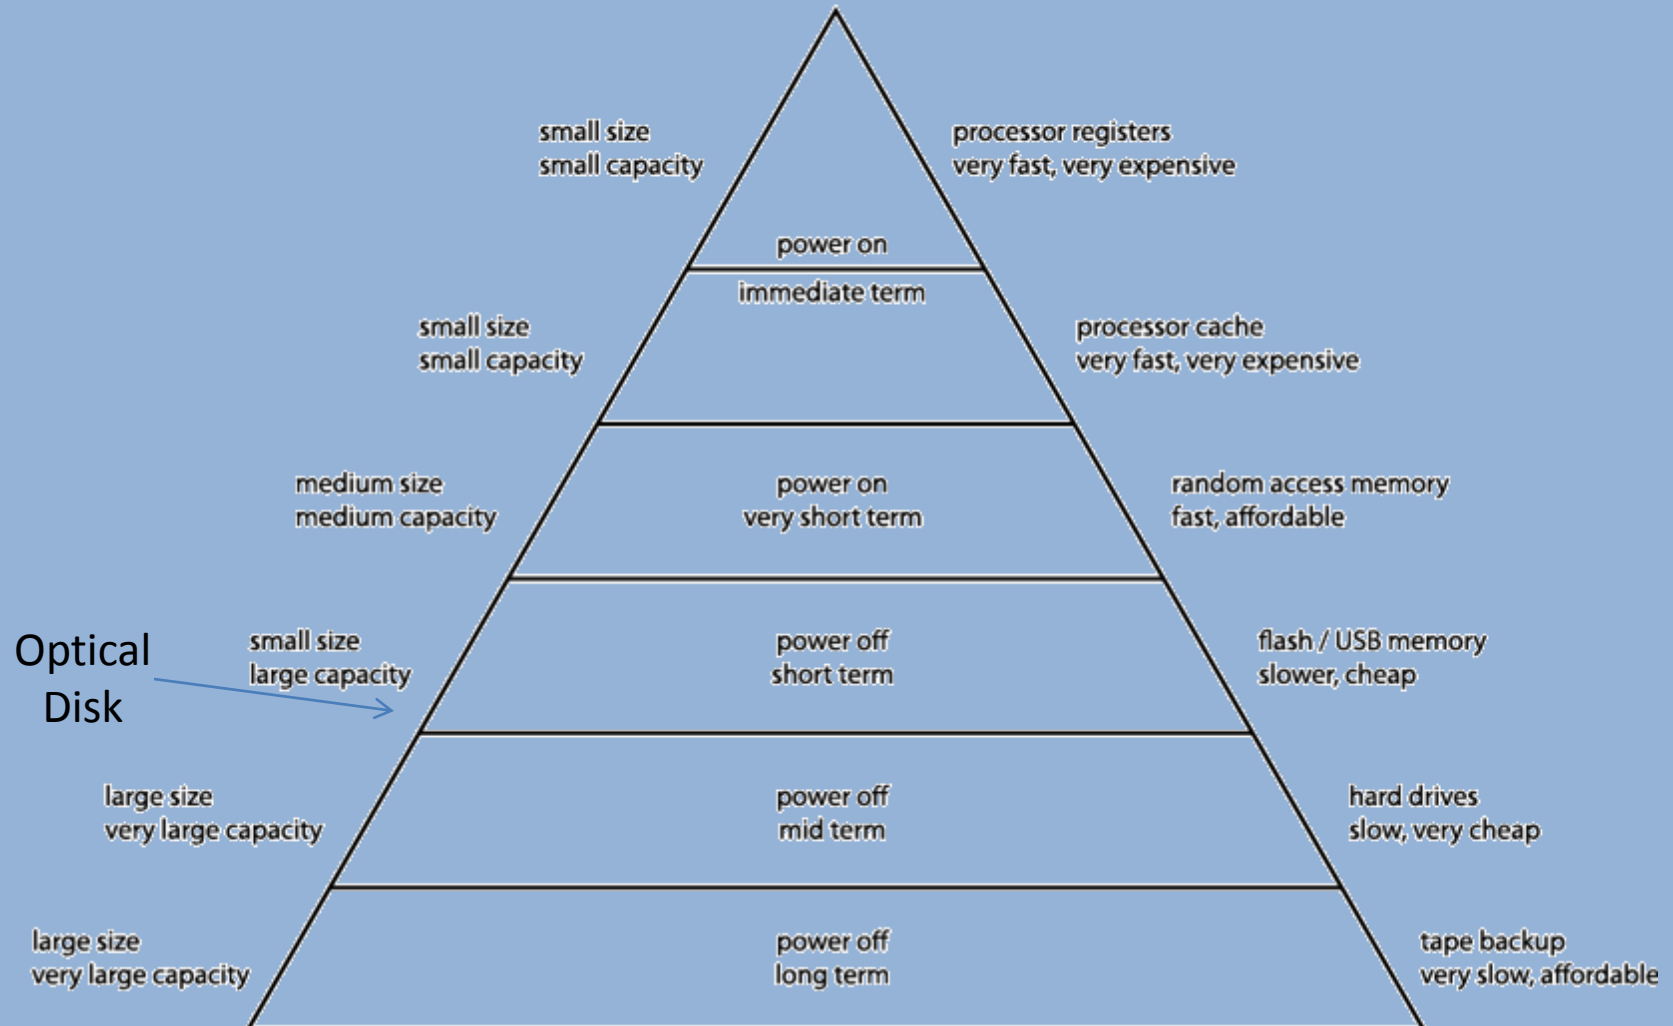 small size
small capacity
processor registers
very fast, very expensive
power on
immediate term
small size
small capacity
processor cache
very fast, very expensive
medium size
medium capacity
power on
very short term
random access memory
fast, affordable
Optical
Disk
small size
large capacity
power off
short term
flash / USB memory
slower, cheap
large size
very large capacity
power off
mid term
hard drives
slow, very cheap
large size
very large capacity
power off
long term
tape backup
very slow, affordable